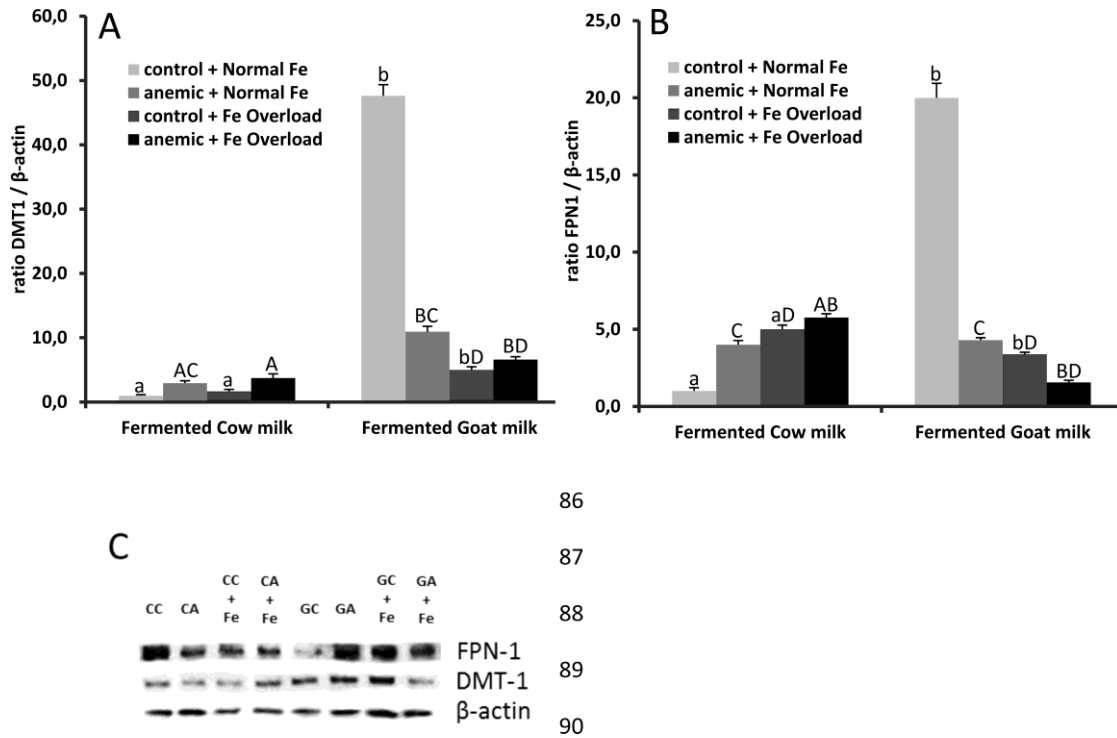 A
60,0
50,0
40,0
30,0
20,0
10,0
0,0
ratio DMT1 / β-actin
control + Normal Fe
anemic + Normal Fe
control + Fe Overload
anemic + Fe Overload
a
AC
a
A
b
BC
bD
BD
Fermented Cow milk
Fermented Goat milk
B
25,0
20,0
15,0
10,0
5,0
0,0
ratio FPN1 / β-actin
control + Normal Fe
anemic + Normal Fe
control + Fe Overload
anemic + Fe Overload
a
C
aD
AB
b
C
bD
BD
Fermented Cow milk
Fermented Goat milk
86
87
88
89
90
C
CC
CA
CC
+
Fe
CA
+
Fe
GC
GA
GC
+
Fe
GA
+
Fe
FPN-1
DMT-1
β-actin